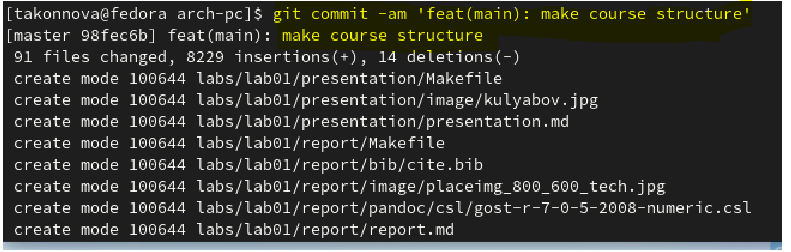 [takonnova@fedora arch-pc]$ git commit -am 'feat(main): make course structure'
[master 98fec6b] feat(main): make course structure
 91 files changed, 8229 insertions(+), 14 deletions(-)
 create mode 100644 labs/lab01/presentation/Makefile
 create mode 100644 labs/lab01/presentation/image/kulyabov.jpg
 create mode 100644 labs/lab01/presentation/presentation.md
 create mode 100644 labs/lab01/report/Makefile
 create mode 100644 labs/lab01/report/bib/cite.bib
 create mode 100644 labs/lab01/report/image/placeimg_800_600_tech.jpg
 create mode 100644 labs/lab01/report/pandoc/csl/gost-r-7-0-5-2008-numeric.csl
 create mode 100644 labs/lab01/report/report.md